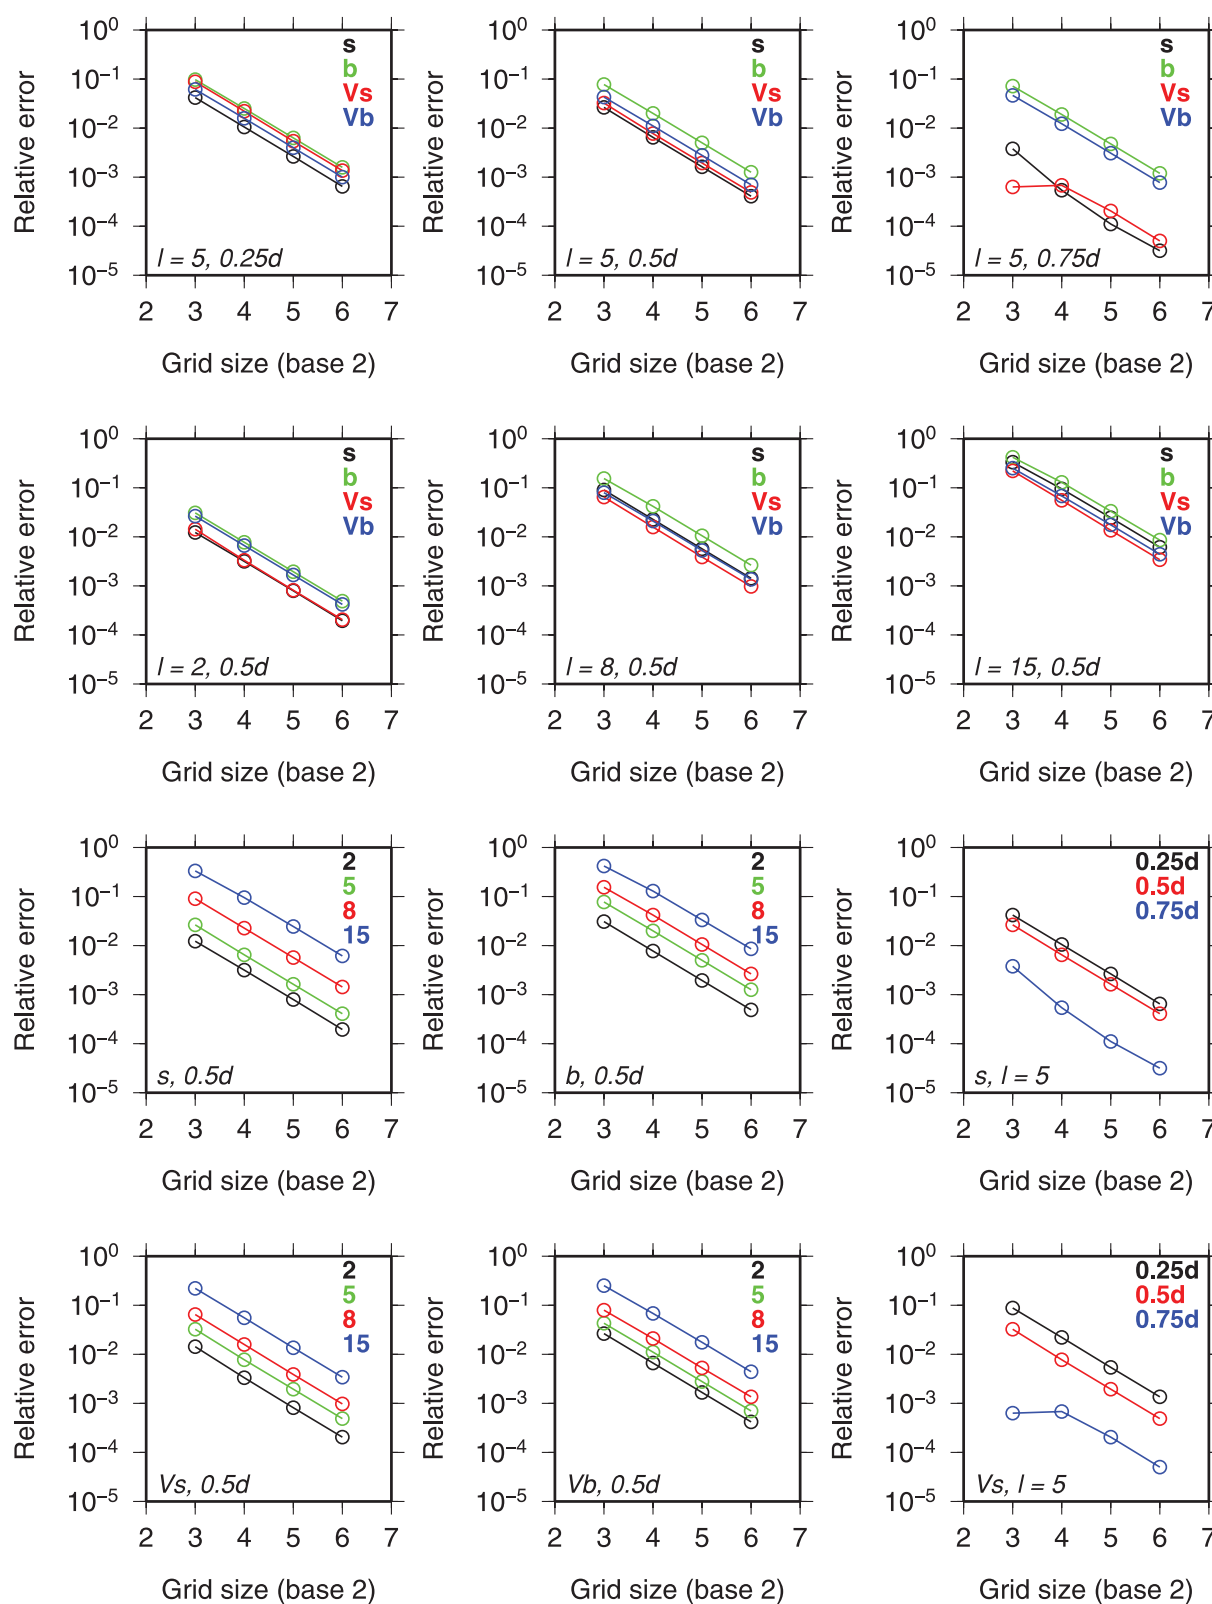 Relative error
10⁰
10⁻¹
10⁻²
10⁻³
10⁻⁴
10⁻⁵
s
b
Vs
Vb
l = 5, 0.25d
2 3 4 5 6 7
Grid size (base 2)
Relative error
10⁰
10⁻¹
10⁻²
10⁻³
10⁻⁴
10⁻⁵
s
b
Vs
Vb
l = 5, 0.5d
2 3 4 5 6 7
Grid size (base 2)
Relative error
10⁰
10⁻¹
10⁻²
10⁻³
10⁻⁴
10⁻⁵
s
b
Vs
Vb
l = 5, 0.75d
2 3 4 5 6 7
Grid size (base 2)
Relative error
10⁰
10⁻¹
10⁻²
10⁻³
10⁻⁴
10⁻⁵
s
b
Vs
Vb
l = 2, 0.5d
2 3 4 5 6 7
Grid size (base 2)
Relative error
10⁰
10⁻¹
10⁻²
10⁻³
10⁻⁴
10⁻⁵
s
b
Vs
Vb
l = 8, 0.5d
2 3 4 5 6 7
Grid size (base 2)
Relative error
10⁰
10⁻¹
10⁻²
10⁻³
10⁻⁴
10⁻⁵
s
b
Vs
Vb
l = 15, 0.5d
2 3 4 5 6 7
Grid size (base 2)
Relative error
10⁰
10⁻¹
10⁻²
10⁻³
10⁻⁴
10⁻⁵
2
5
8
15
s, 0.5d
2 3 4 5 6 7
Grid size (base 2)
Relative error
10⁰
10⁻¹
10⁻²
10⁻³
10⁻⁴
10⁻⁵
2
5
8
15
b, 0.5d
2 3 4 5 6 7
Grid size (base 2)
Relative error
10⁰
10⁻¹
10⁻²
10⁻³
10⁻⁴
10⁻⁵
0.25d
0.5d
0.75d
s, l = 5
2 3 4 5 6 7
Grid size (base 2)
Relative error
10⁰
10⁻¹
10⁻²
10⁻³
10⁻⁴
10⁻⁵
2
5
8
15
Vs, 0.5d
2 3 4 5 6 7
Grid size (base 2)
Relative error
10⁰
10⁻¹
10⁻²
10⁻³
10⁻⁴
10⁻⁵
2
5
8
15
Vb, 0.5d
2 3 4 5 6 7
Grid size (base 2)
Relative error
10⁰
10⁻¹
10⁻²
10⁻³
10⁻⁴
10⁻⁵
0.25d
0.5d
0.75d
Vs, l = 5
2 3 4 5 6 7
Grid size (base 2)